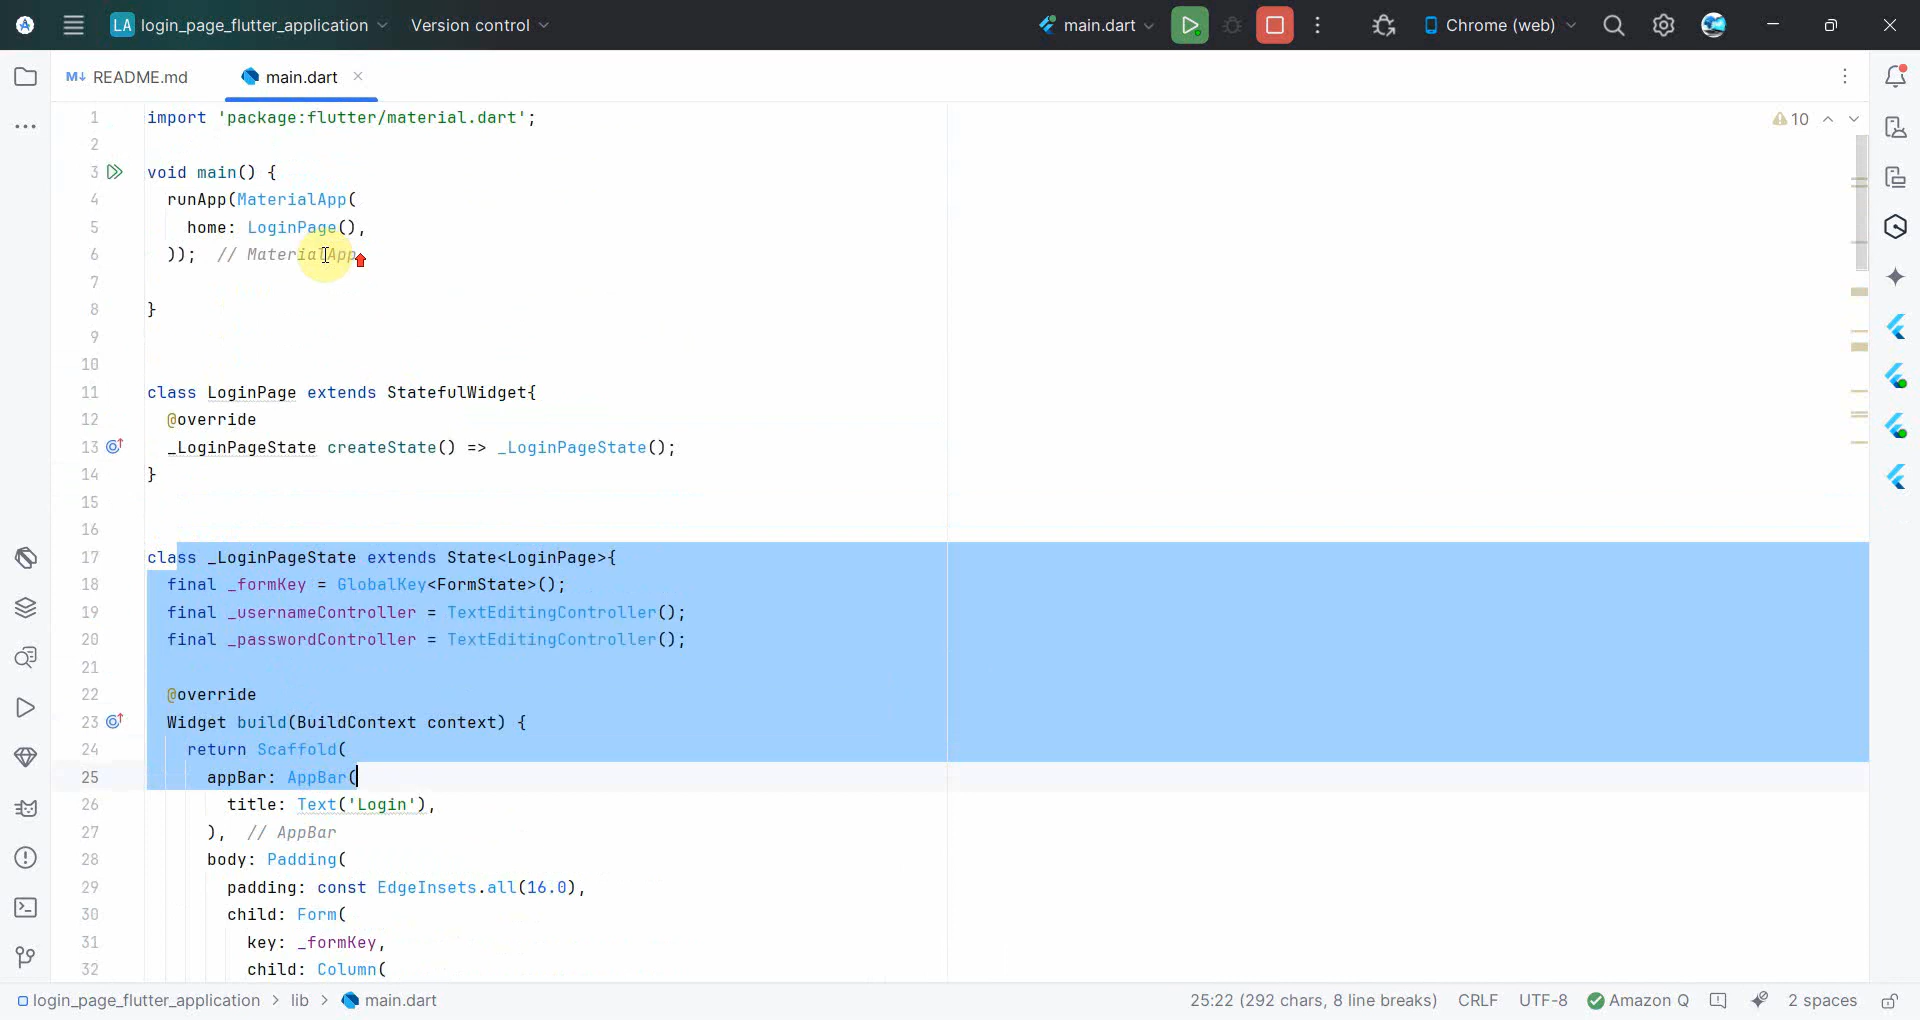 LA login_page_flutter_application Version control main.dart Chrome (web)
M↓ README.md main.dart
1 import 'package:flutter/material.dart'; 10
2
3 void main() {
4 runApp(MaterialApp(
5 home: LoginPage(),
6 )); // MaterialApp
7
8 }
9
10
11 class LoginPage extends StatefulWidget{
12 @override
13 _LoginPageState createState() => _LoginPageState();
14 }
15
16
17 class _LoginPageState extends State<LoginPage>{
18 final _formKey = GlobalKey<FormState>();
19 final _usernameController = TextEditingController();
20 final _passwordController = TextEditingController();
21
22 @override
23 Widget build(BuildContext context) {
24 return Scaffold(
25 appBar: AppBar(
26 title: Text('Login'),
27 ), // AppBar
28 body: Padding(
29 padding: const EdgeInsets.all(16.0),
30 child: Form(
31 key: _formKey,
32 child: Column(
login_page_flutter_application > lib > main.dart 25:22 (292 chars, 8 line breaks) CRLF UTF-8 Amazon Q 2 spaces